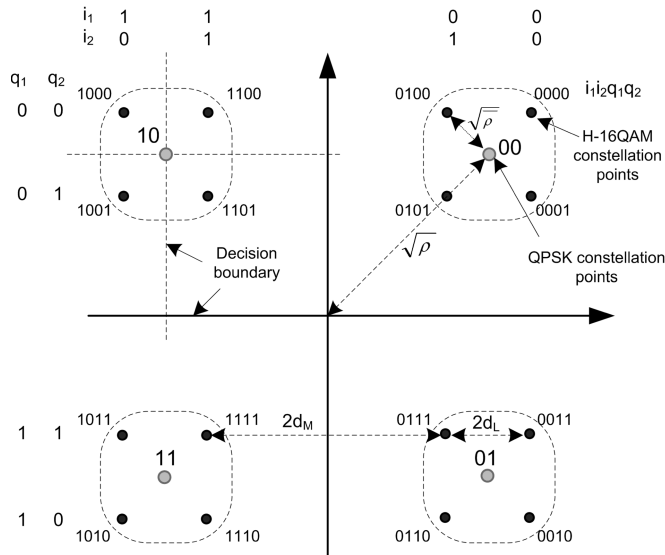 i₁ 1 1 0 0
i₂ 0 1 1 0
q₁ q₂
1000 1100 0100 0000 i₁i₂q₁q₂
0 0
10 √ρ̿ 00 H-16QAM
constellation
points
0 1
1001 1101 0101 0001
√ρ
Decision
boundary
QPSK constellation
points
1011 1111 2d_M 0111 2d_L 0011
1 1
11 01
1 0
1010 1110 0110 0010